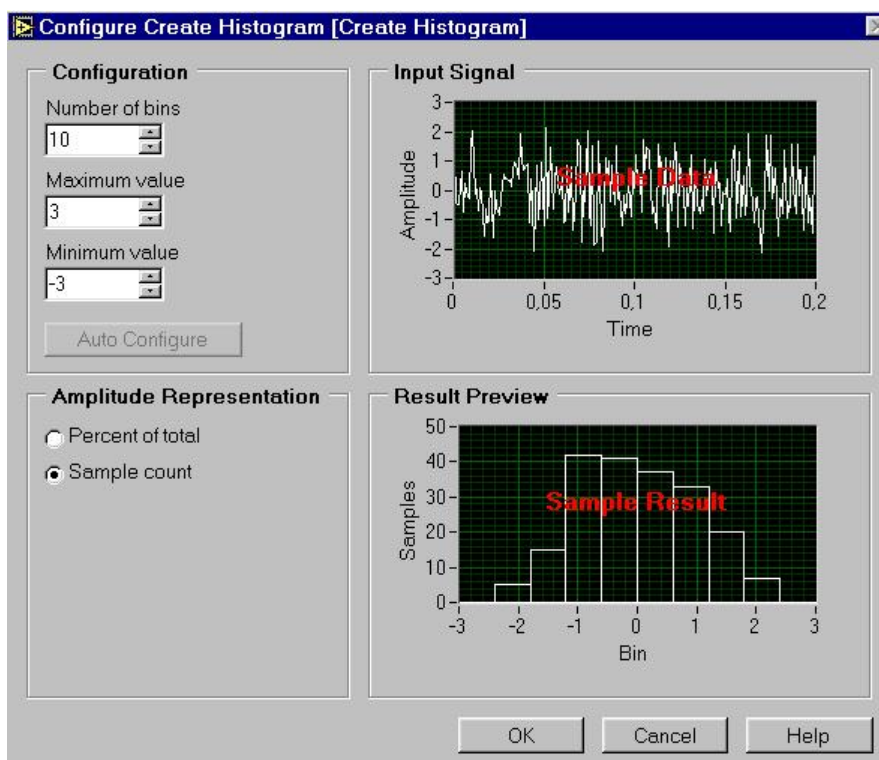 Configure Create Histogram [Create Histogram]
Configuration
Number of bins
10
Maximum value
3
Minimum value
-3
Auto Configure
Input Signal
Amplitude
3
2
1
0
-1
-2
-3
Sample Data
0 0,05 0,1 0,15 0,2
Time
Amplitude Representation
Percent of total
Sample count
Result Preview
Samples
50
40
30
20
10
0
Sample Result
-3 -2 -1 0 1 2 3
Bin
OK Cancel Help